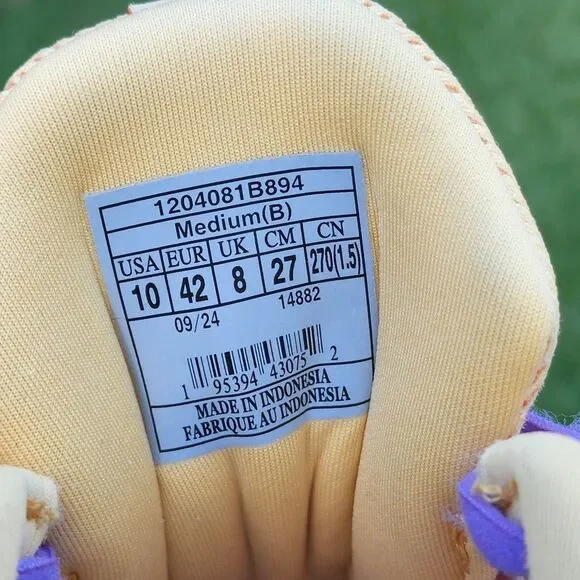 1204081B894
Medium(B)
USA EUR UK CM CN
10 42 8 27 270(1.5)
09/24 14882
1 95394 43075 2
MADE IN INDONESIA
FABRIQUE AU INDONESIA